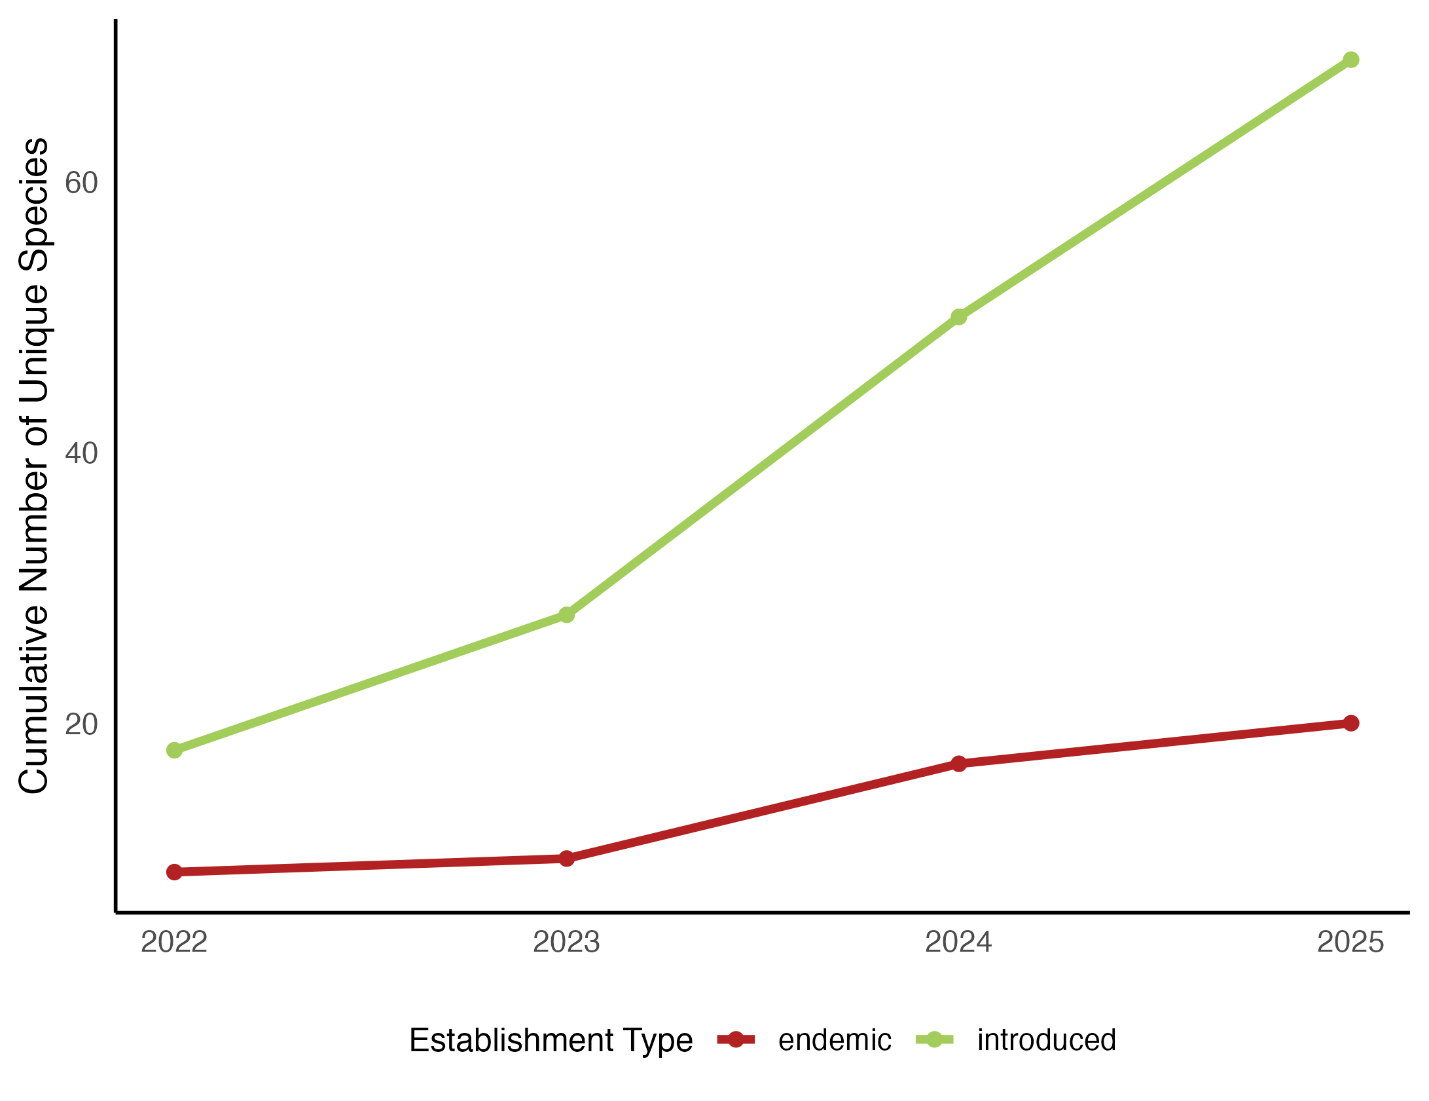 Cumulative Number of Unique Species
60
40
20
2022 2023 2024 2025
Establishment Type endemic introduced